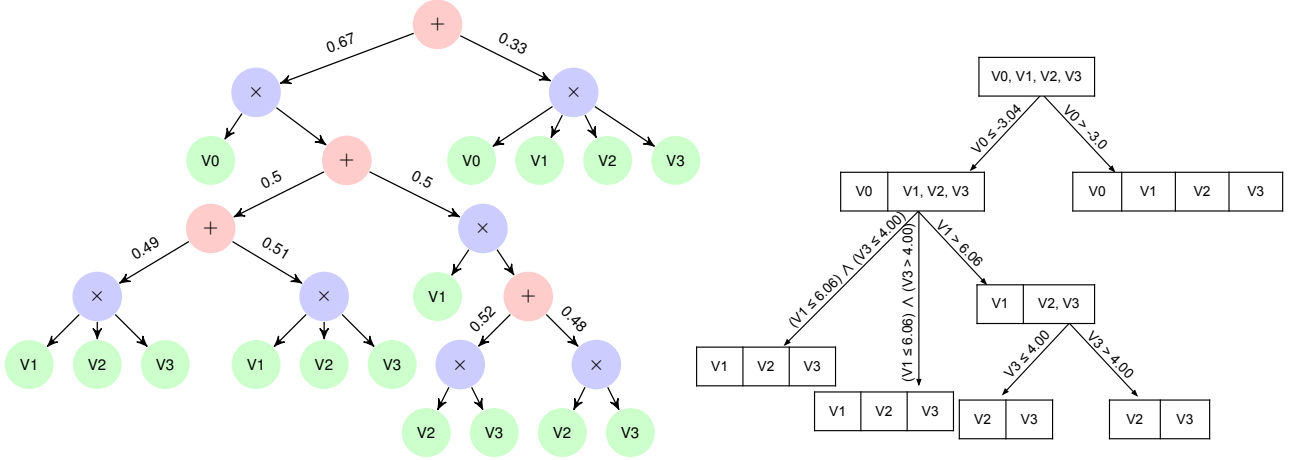 +
0.67 0.33
× ×
V0 + V0 V1 V2 V3
0.5 0.5
+ ×
0.49 0.51
× × V1 +
0.52 0.48
V1 V2 V3 V1 V2 V3 × ×
V2 V3 V2 V3
V0, V1, V2, V3
V0 ≤ -3.04 V0 > -3.0
V0 V1, V2, V3 V0 V1 V2 V3
(V1 ≤ 6.06) ∧ (V3 ≤ 4.00)
(V1 ≤ 6.06) ∧ (V3 > 4.00)
V1 > 6.06
V1 V2, V3
V3 ≤ 4.00 V3 > 4.00
V1 V2 V3
V1 V2 V3 V2 V3 V2 V3